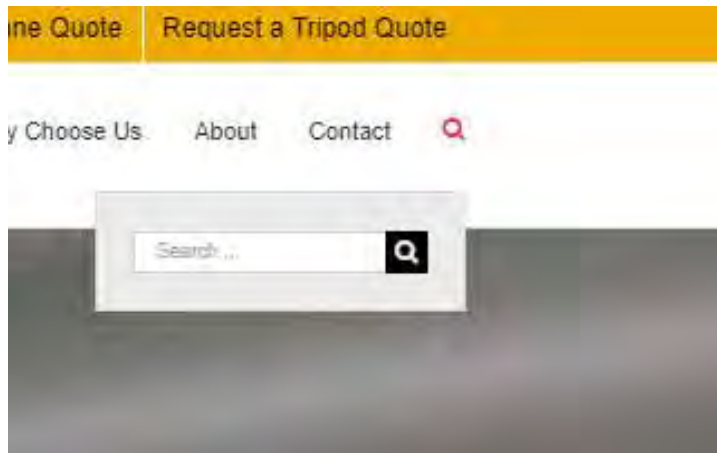 ne Quote Request a Tripod Quote
y Choose Us About Contact
Search ...